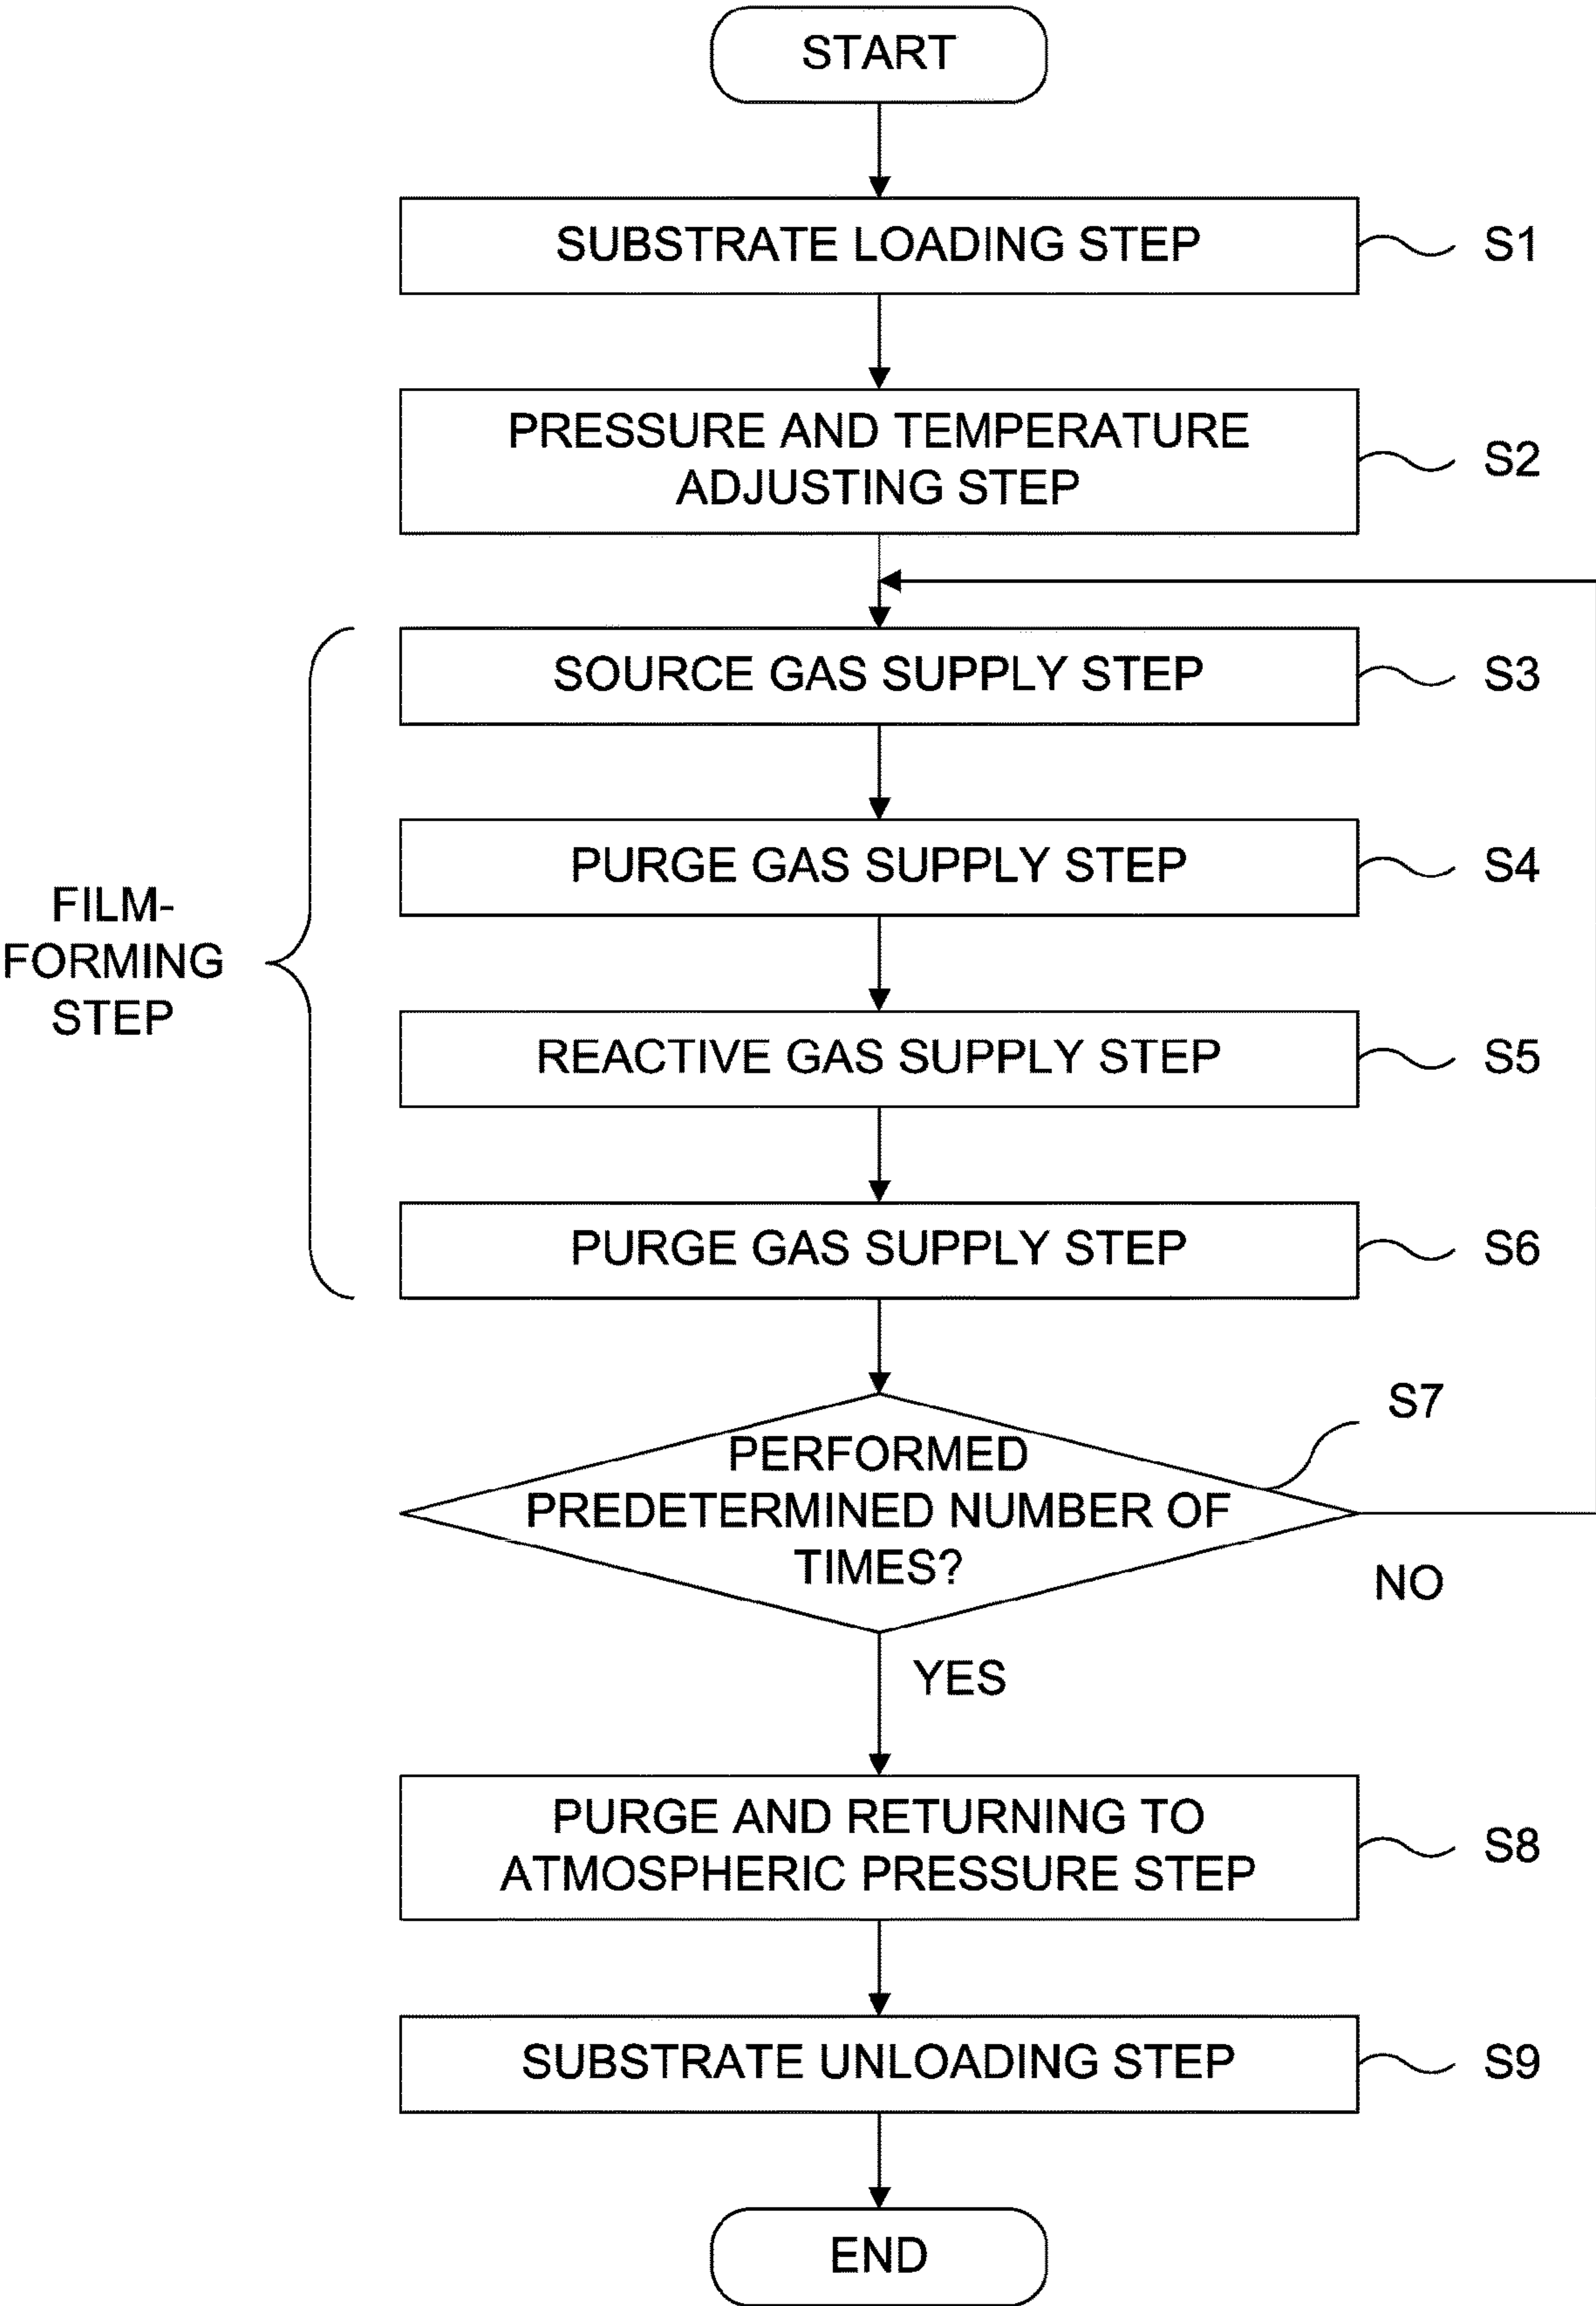 START
SUBSTRATE LOADING STEP
S1
PRESSURE AND TEMPERATURE
ADJUSTING STEP
S2
SOURCE GAS SUPPLY STEP
S3
PURGE GAS SUPPLY STEP
S4
FILM-
FORMING
STEP
REACTIVE GAS SUPPLY STEP
S5
PURGE GAS SUPPLY STEP
S6
S7
PERFORMED
PREDETERMINED NUMBER OF
TIMES?
NO
YES
PURGE AND RETURNING TO
ATMOSPHERIC PRESSURE STEP
S8
SUBSTRATE UNLOADING STEP
S9
END